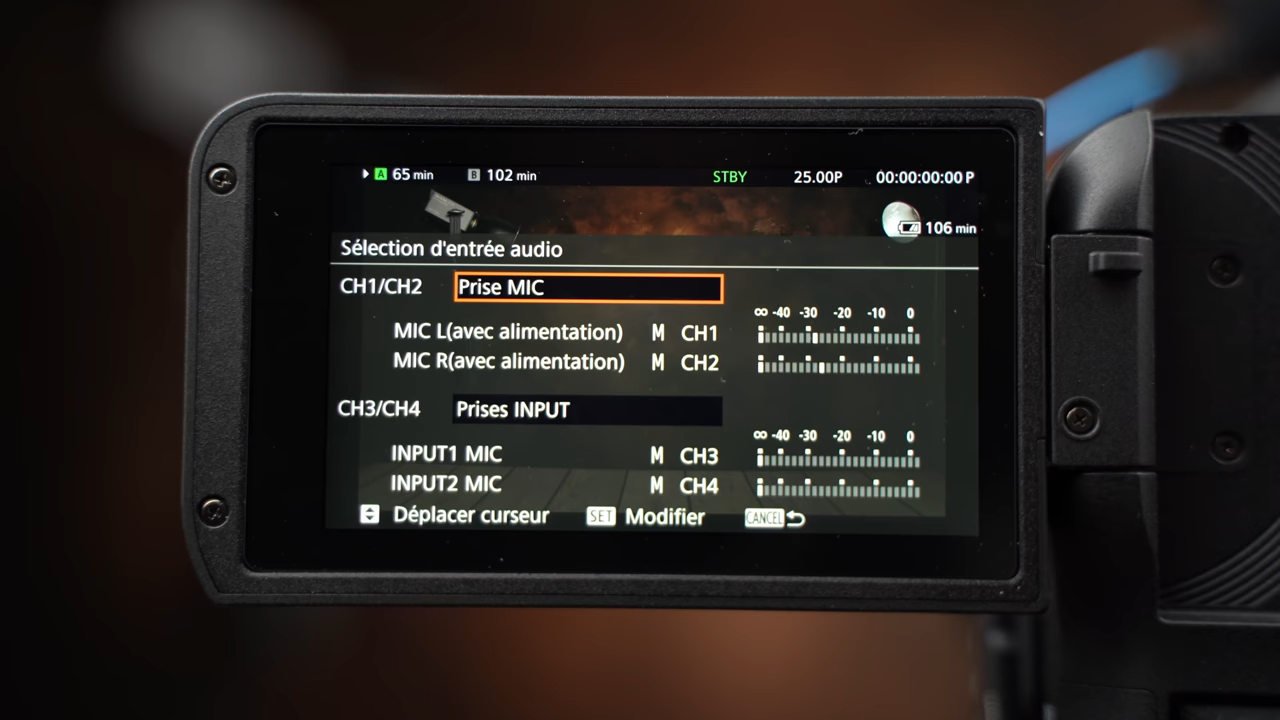 A 65 min B 102 min STBY 25.00P 00:00:00:00 P
106 min
Sélection d'entrée audio
CH1/CH2 Prise MIC
∞ -40 -30 -20 -10 0
MIC L(avec alimentation) M CH1
MIC R(avec alimentation) M CH2
CH3/CH4 Prises INPUT
∞ -40 -30 -20 -10 0
INPUT1 MIC M CH3
INPUT2 MIC M CH4
Déplacer curseur SET Modifier CANCEL